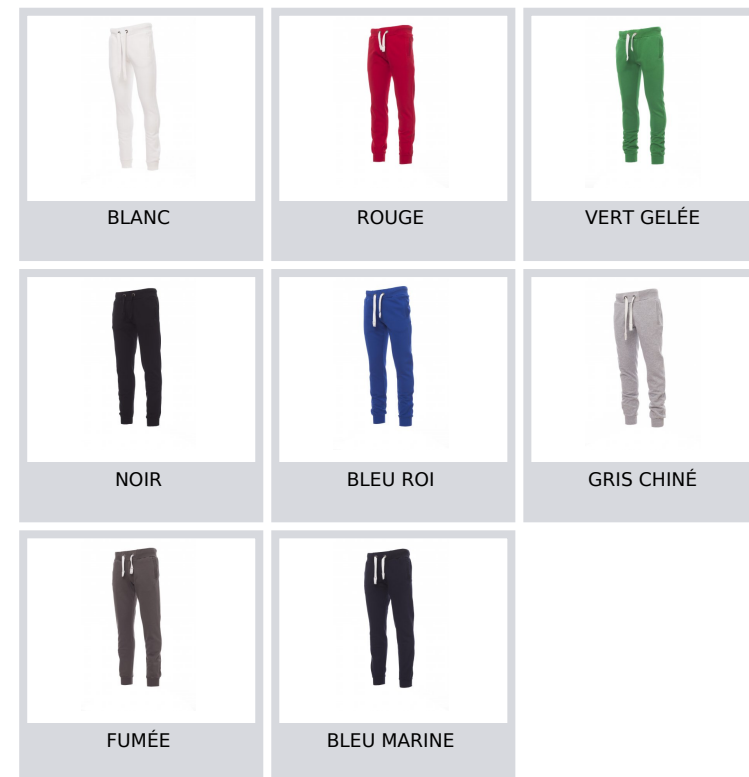 BLANC
ROUGE
VERT GELÉE
NOIR
BLEU ROI
GRIS CHINÉ
FUMÉE
BLEU MARINE